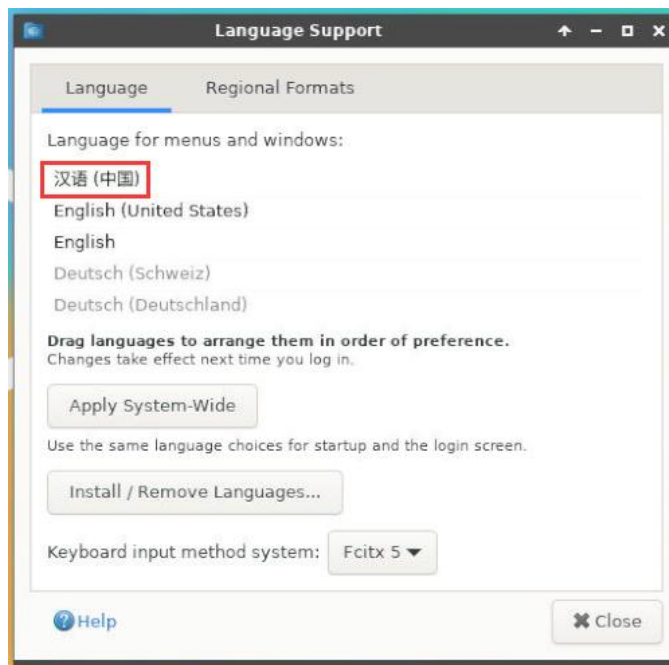 Language Support
Language Regional Formats
Language for menus and windows:
汉语 (中国)
English (United States)
English
Deutsch (Schweiz)
Deutsch (Deutschland)
Drag languages to arrange them in order of preference.
Changes take effect next time you log in.
Apply System-Wide
Use the same language choices for startup and the login screen.
Install / Remove Languages...
Keyboard input method system: Fcitx 5
Help Close